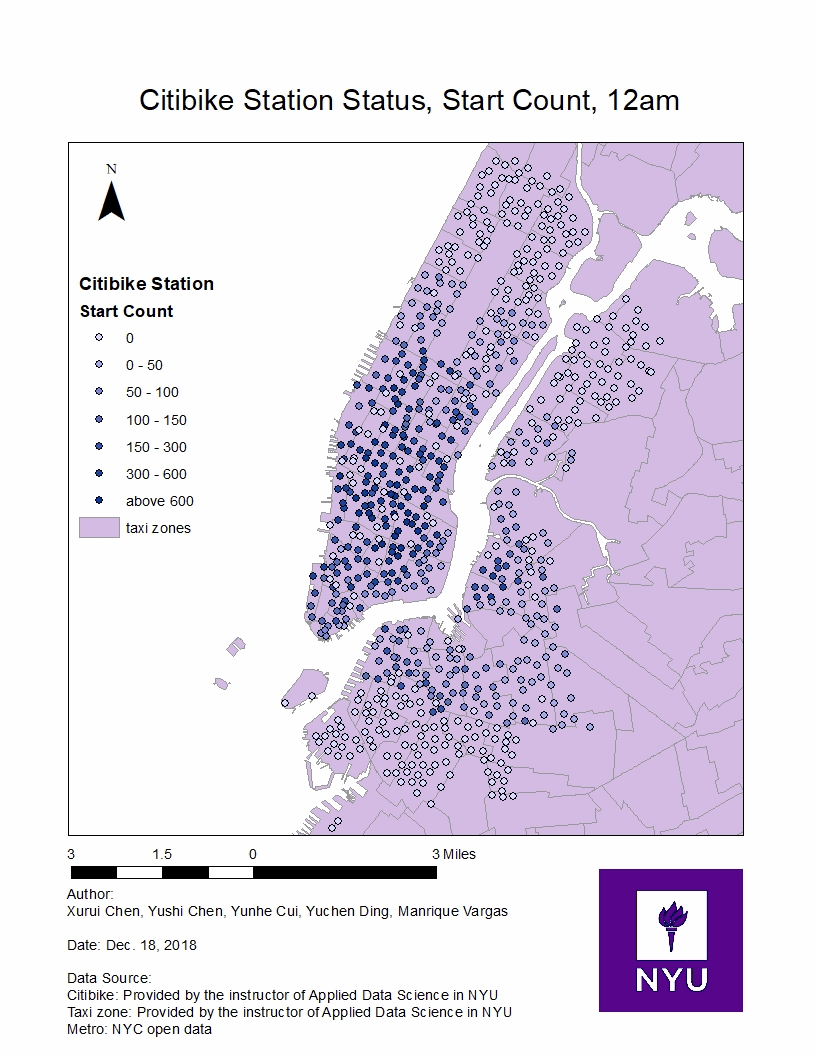 Citibike Station Status, Start Count, 12am
N
Citibike Station
Start Count
0
0 - 50
50 - 100
100 - 150
150 - 300
300 - 600
above 600
taxi zones
3 1.5 0 3 Miles
Author:
Xurui Chen, Yushi Chen, Yunhe Cui, Yuchen Ding, Manrique Vargas
Date: Dec. 18, 2018
Data Source:
Citibike: Provided by the instructor of Applied Data Science in NYU
Taxi zone: Provided by the instructor of Applied Data Science in NYU
Metro: NYC open data
NYU